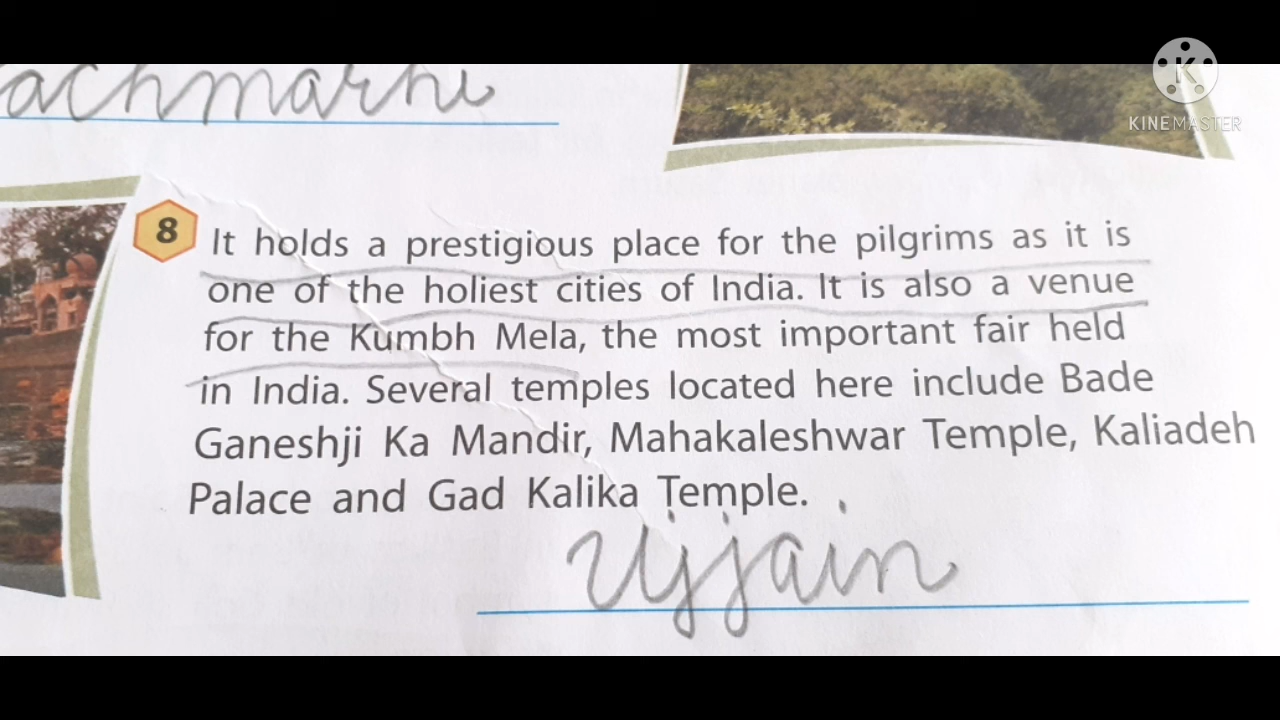 achmarhi
K
KINEMASTER
8
It holds a prestigious place for the pilgrims as it is
one of the holiest cities of India. It is also a venue
for the Kumbh Mela, the most important fair held
in India. Several temples located here include Bade
Ganeshji Ka Mandir, Mahakaleshwar Temple, Kaliadeh
Palace and Gad Kalika Temple.
Ujjain